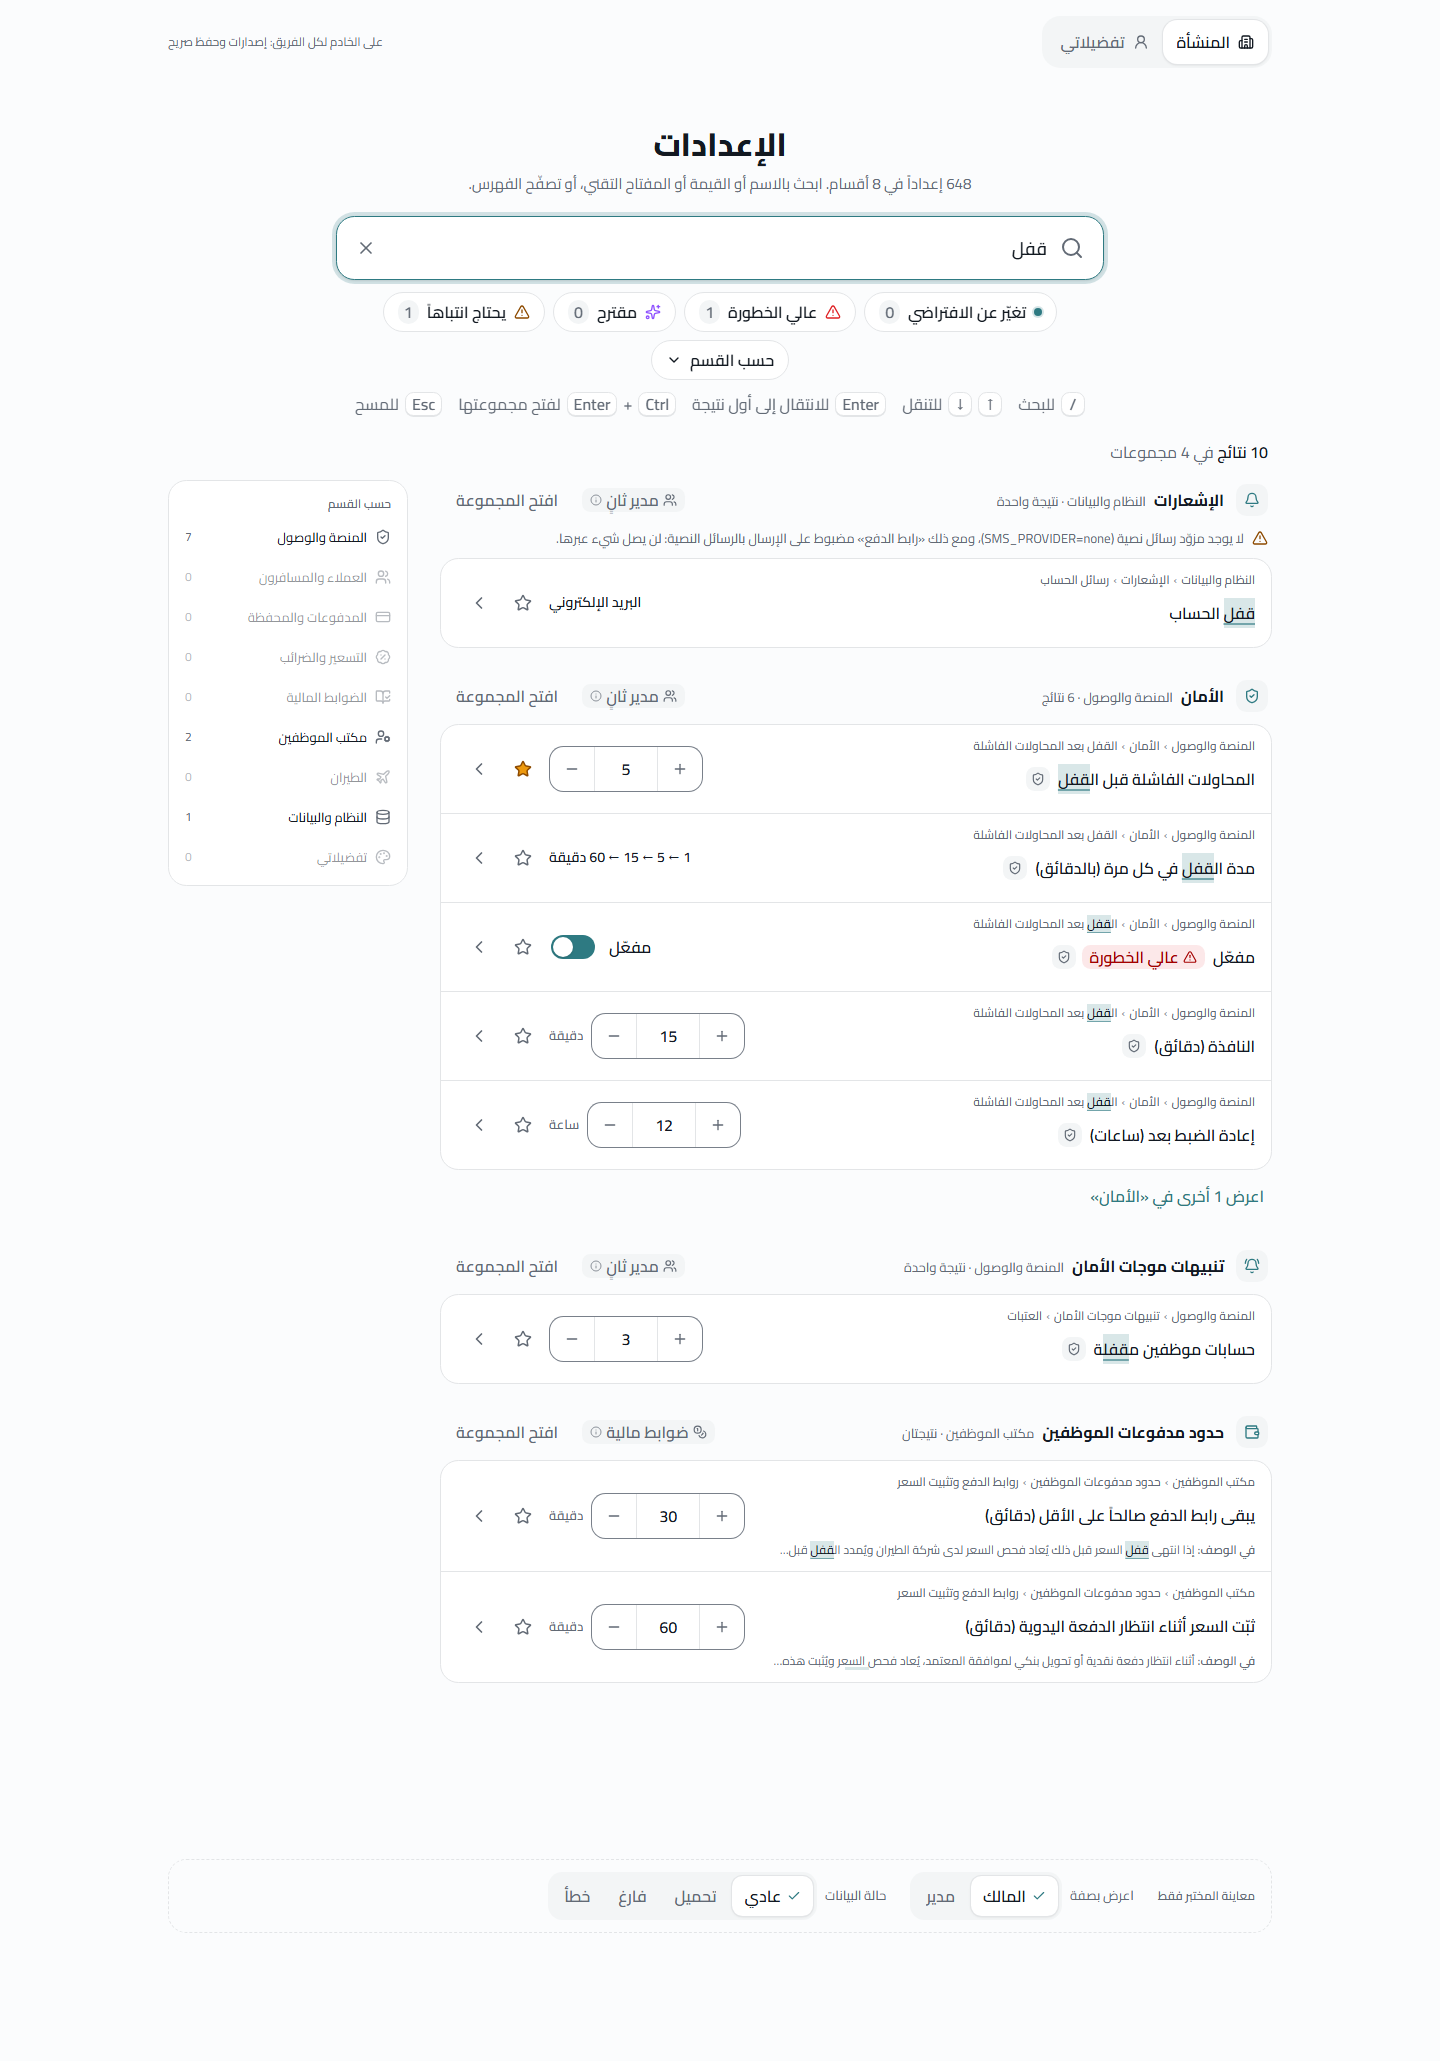 المنشأة
تفضيلاتي
على الخادم لكل الفريق: إصدارات وحفظ صريح
الإعدادات
648 إعداداً في 8 أقسام. ابحث بالاسم أو القيمة أو المفتاح التقني، أو تصفّح الفهرس.
قفل
تغيّر عن الافتراضي 0
عالي الخطورة 1
مقترح 0
يحتاج انتباهاً 1
حسب القسم
/ للبحث ↑ ↓ للتنقل Enter للانتقال إلى أول نتيجة Ctrl + Enter لفتح مجموعتها Esc للمسح
10 نتائج في 4 مجموعات
الإشعارات النظام والبيانات · نتيجة واحدة مدير ثانٍ افتح المجموعة
لا يوجد مزوّد رسائل نصية (SMS_PROVIDER=none)، ومع ذلك «رابط الدفع» مضبوط على الإرسال بالرسائل النصية: لن يصل شيء عبرها.
النظام والبيانات › الإشعارات › رسائل الحساب
قفل الحساب
البريد الإلكتروني
الأمان المنصة والوصول · 6 نتائج مدير ثانٍ افتح المجموعة
المنصة والوصول › الأمان › القفل بعد المحاولات الفاشلة
المحاولات الفاشلة قبل القفل
+ 5 −
المنصة والوصول › الأمان › القفل بعد المحاولات الفاشلة
مدة القفل في كل مرة (بالدقائق)
1 ← 5 ← 15 ← 60 دقيقة
المنصة والوصول › الأمان › القفل بعد المحاولات الفاشلة
مفعّل عالي الخطورة
مفعّل
المنصة والوصول › الأمان › القفل بعد المحاولات الفاشلة
النافذة (دقائق)
+ 15 − دقيقة
المنصة والوصول › الأمان › القفل بعد المحاولات الفاشلة
إعادة الضبط بعد (ساعات)
+ 12 − ساعة
اعرض 1 أخرى في «الأمان»
تنبيهات موجات الأمان المنصة والوصول · نتيجة واحدة مدير ثانٍ افتح المجموعة
المنصة والوصول › تنبيهات موجات الأمان › العتبات
حسابات موظفين مقفلة
+ 3 −
حدود مدفوعات الموظفين مكتب الموظفين · نتيجتان ضوابط مالية افتح المجموعة
مكتب الموظفين › حدود مدفوعات الموظفين › روابط الدفع وتثبيت السعر
يبقى رابط الدفع صالحاً على الأقل (دقائق)
في الوصف: إذا انتهى قفل السعر قبل ذلك يُعاد فحص السعر لدى شركة الطيران ويُمدد القفل قبل...
+ 30 − دقيقة
مكتب الموظفين › حدود مدفوعات الموظفين › روابط الدفع وتثبيت السعر
ثبّت السعر أثناء انتظار الدفعة اليدوية (دقائق)
في الوصف: أثناء انتظار دفعة نقدية أو تحويل بنكي لموافقة المعتمد، يُعاد فحص السعر ويُثبت هذه...
+ 60 − دقيقة
حسب القسم
المنصة والوصول 7
العملاء والمسافرون 0
المدفوعات والمحفظة 0
التسعير والضرائب 0
الضوابط المالية 0
مكتب الموظفين 2
الطيران 0
النظام والبيانات 1
تفضيلاتي 0
معاينة المختبر فقط اعرض بصفة المالك مدير حالة البيانات عادي تحميل فارغ خطأ